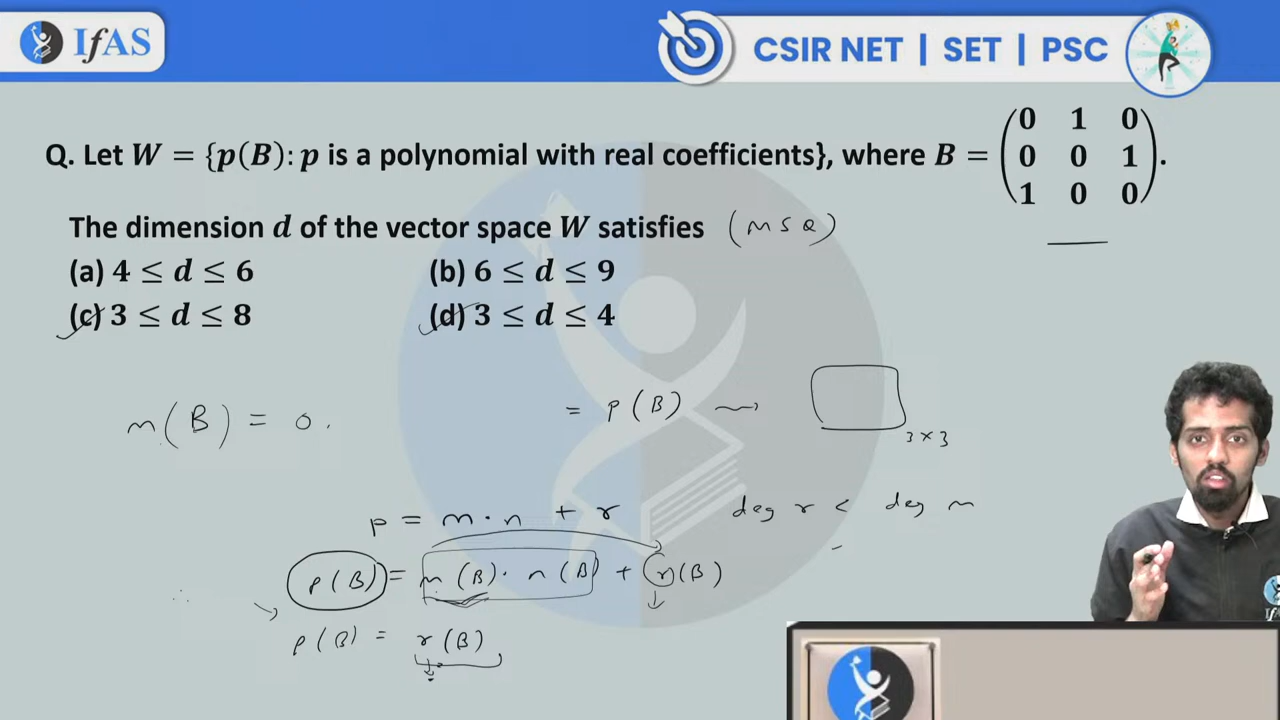 IfAS
CSIR NET | SET | PSC
Q. Let W = {p(B): p is a polynomial with real coefficients}, where B = (0 1 0
0 0 1
1 0 0).
The dimension d of the vector space W satisfies (MSQ)
(a) 4 ≤ d ≤ 6 (b) 6 ≤ d ≤ 9
(c) 3 ≤ d ≤ 8 (d) 3 ≤ d ≤ 4
m(B) = 0.
= p(B) ⇝
3×3
p = m·n + r deg r < deg m
p(B) = m(B)· n(B) + r(B)
p(B) = r(B)